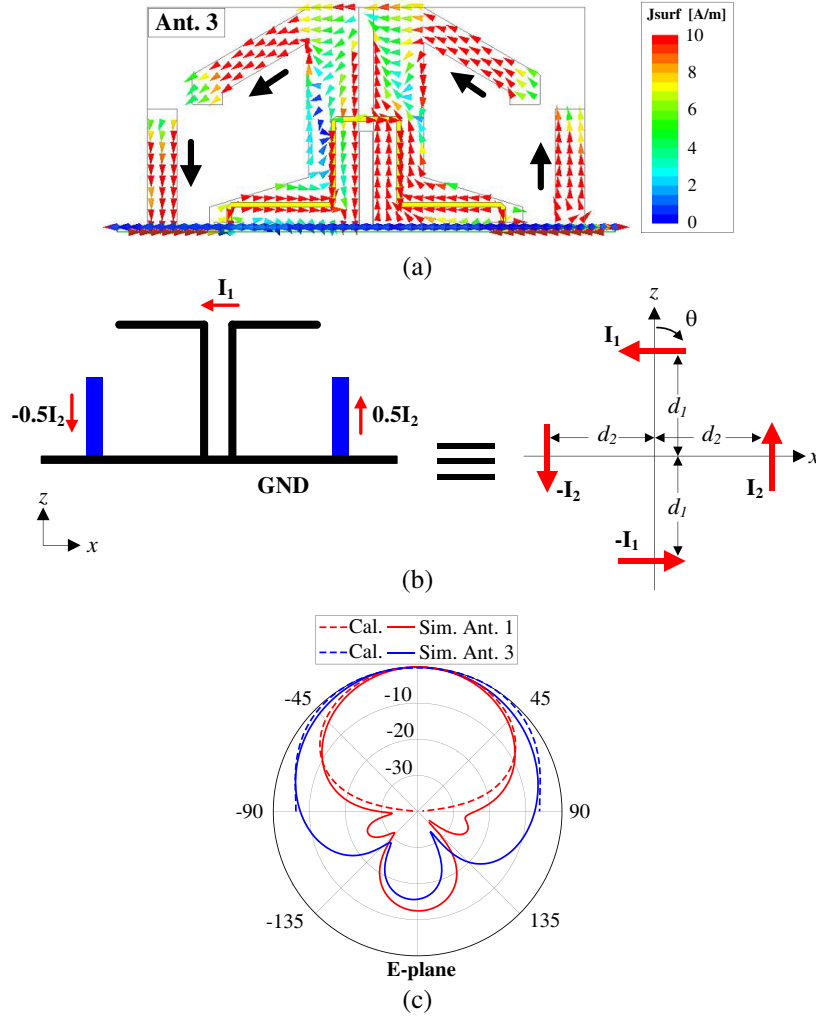 Ant. 3
Jsurf [A/m]
10
8
6
4
2
0
(a)
I1
-0.5I2
0.5I2
GND
z
x
z
θ
I1
d1
d2
d2
x
-I2
I2
d1
-I1
(b)
Cal. Sim. Ant. 1
Cal. Sim. Ant. 3
-45
45
-10
-20
-30
-90
90
-135
135
E-plane
(c)